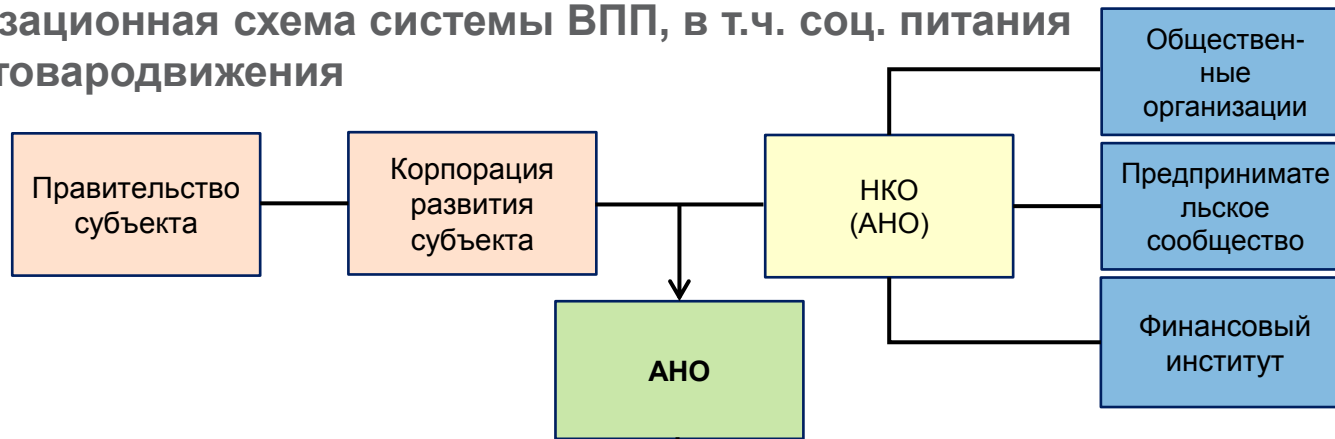 зационная схема системы ВПП, в т.ч. соц. питания
товародвижения
Обществен-
ные
организации
Правительство
субъекта
Корпорация
развития
субъекта
НКО
(АНО)
Предпринимате
льское
сообщество
Финансовый
институт
АНО